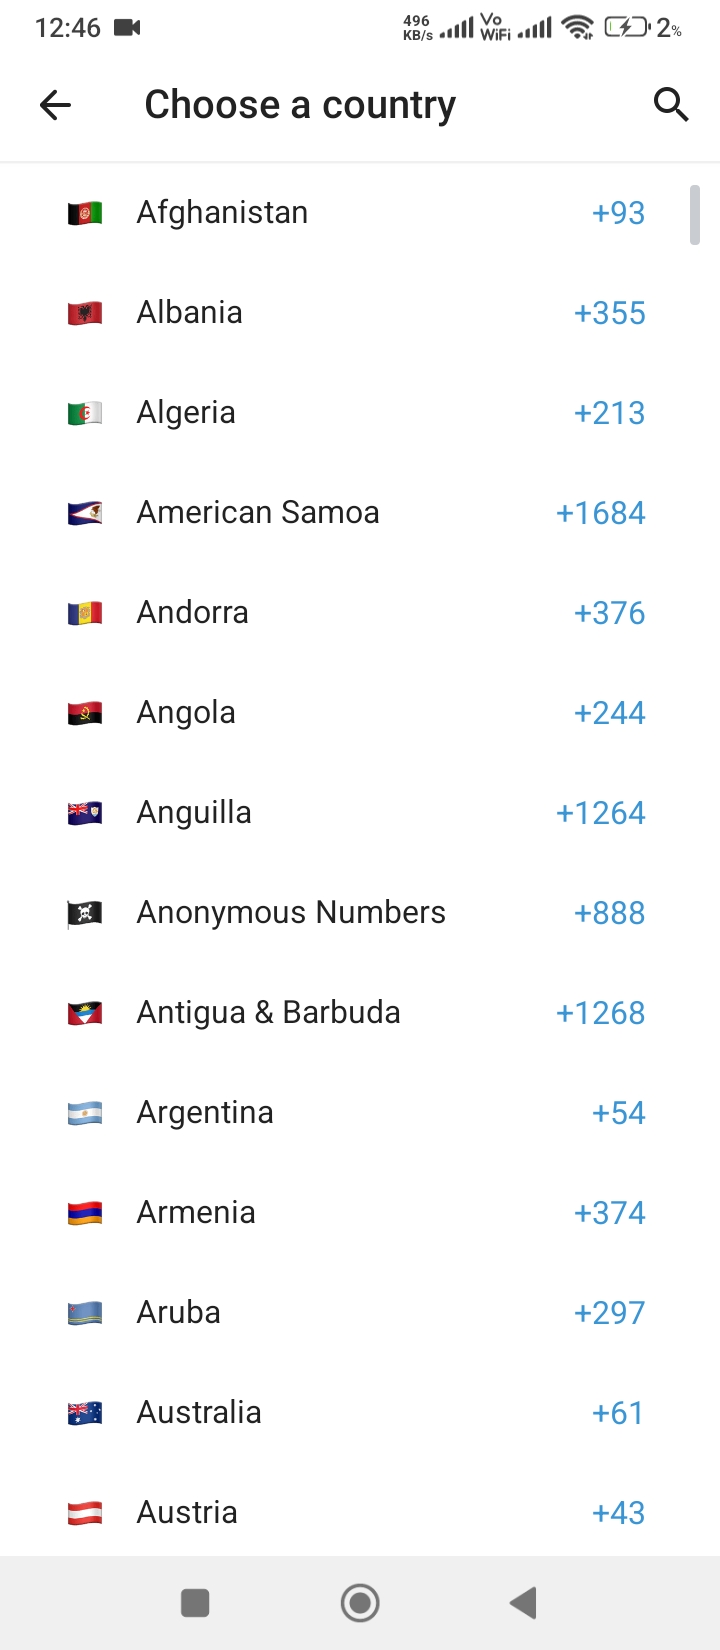 12:46 496 KB/s Vo WiFi 2%
Choose a country
Afghanistan +93
Albania +355
Algeria +213
American Samoa +1684
Andorra +376
Angola +244
Anguilla +1264
Anonymous Numbers +888
Antigua & Barbuda +1268
Argentina +54
Armenia +374
Aruba +297
Australia +61
Austria +43